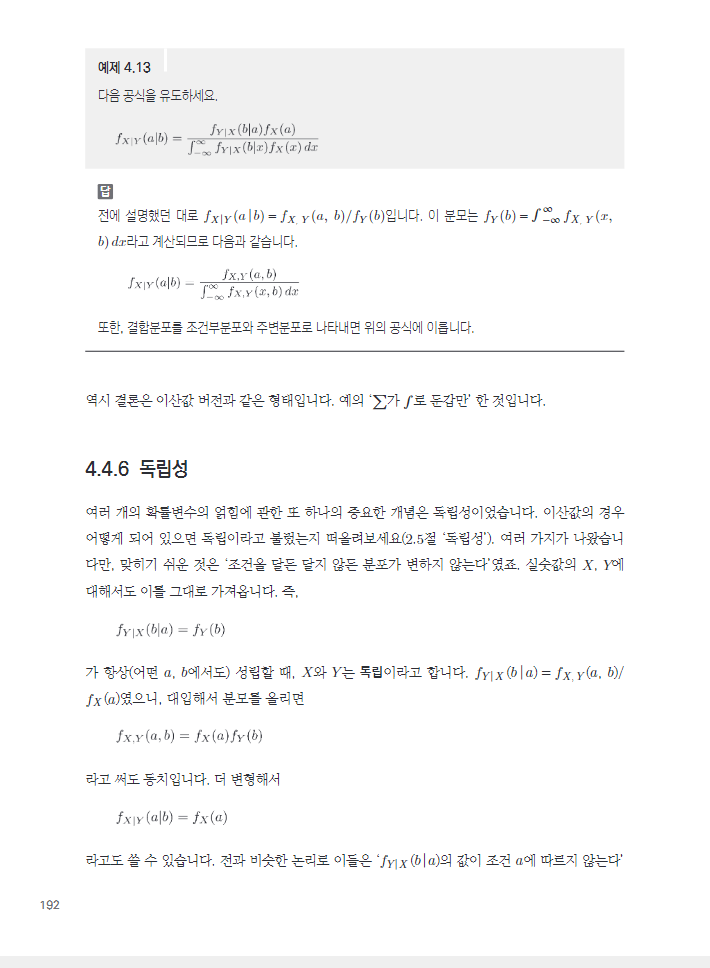 예제 4.13
다음 공식을 유도하세요.
f_{X|Y}(a|b) = \frac{f_{Y|X}(b|a)f_X(a)}{\int_{-∞}^{∞} f_{Y|X}(b|x)f_X(x) dx}
답
전에 설명했던 대로 f_{X|Y}(a|b) = f_{X, Y}(a, b)/f_Y(b)입니다. 이 분모는 f_Y(b) = ∫_{-∞}^{∞} f_{X, Y}(x,
b) dx라고 계산되므로 다음과 같습니다.
f_{X|Y}(a|b) = \frac{f_{X,Y}(a, b)}{\int_{-∞}^{∞} f_{X,Y}(x, b) dx}
또한, 결합분포를 조건부분포와 주변분포로 나타내면 위의 공식에 이릅니다.
역시 결론은 이산값 버전과 같은 형태입니다. 예의 ‘∑가 ∫로 둔갑만’ 한 것입니다.
4.4.6 독립성
여러 개의 확률변수의 얽힘에 관한 또 하나의 중요한 개념은 독립성이었습니다. 이산값의 경우
어떻게 되어 있으면 독립이라고 불렀는지 떠올려보세요(2.5절 ‘독립성’). 여러 가지가 나왔습니
다만, 맞히기 쉬운 것은 ‘조건을 달든 달지 않든 분포가 변하지 않는다’였죠. 실숫값의 X, Y에
대해서도 이를 그대로 가져옵니다. 즉,
f_{Y|X}(b|a) = f_Y(b)
가 항상(어떤 a, b에서도) 성립할 때, X와 Y는 독립이라고 합니다. f_{Y|X}(b|a) = f_{X, Y}(a, b)/
f_X(a)였으니, 대입해서 분모를 올리면
f_{X,Y}(a, b) = f_X(a)f_Y(b)
라고 써도 동치입니다. 더 변형해서
f_{X|Y}(a|b) = f_X(a)
라고도 쓸 수 있습니다. 전과 비슷한 논리로 이들은 ‘f_{Y|X}(b|a)의 값이 조건 a에 따르지 않는다’
192